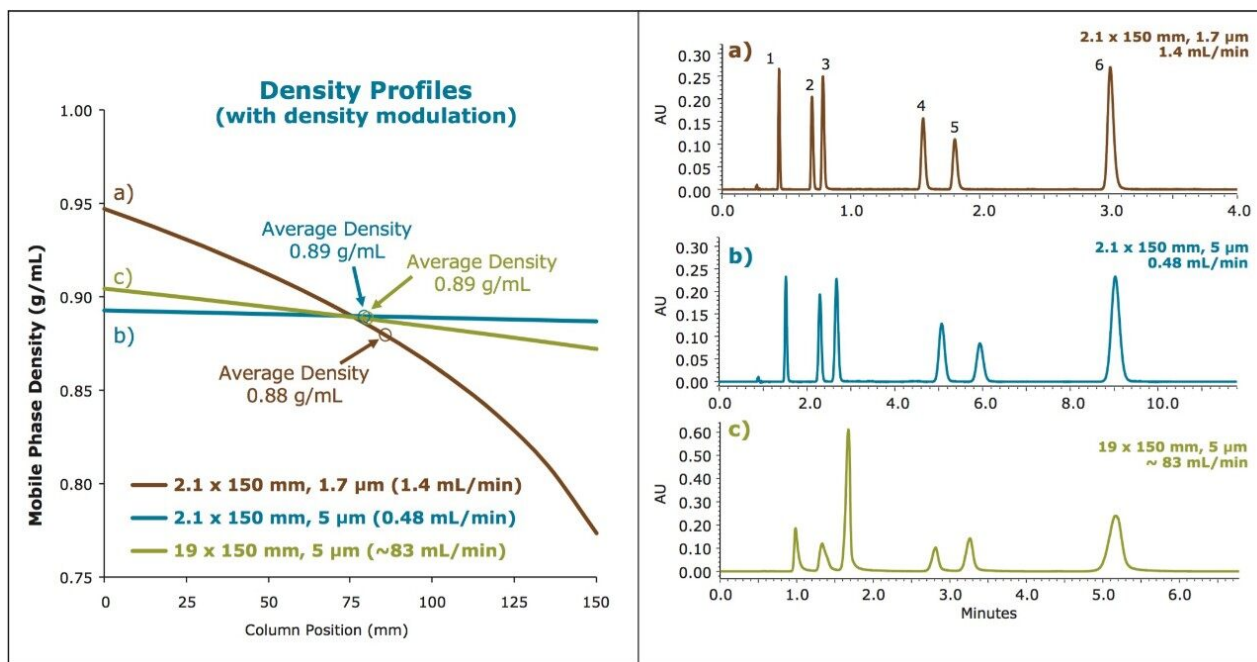 Density Profiles
(with density modulation)
Mobile Phase Density (g/mL)
1.00
0.95
0.90
0.85
0.80
0.75
a)
c)
b)
Average Density
0.89 g/mL
Average Density
0.89 g/mL
Average Density
0.88 g/mL
2.1 x 150 mm, 1.7 µm (1.4 mL/min)
2.1 x 150 mm, 5 µm (0.48 mL/min)
19 x 150 mm, 5 µm (~83 mL/min)
0 25 50 75 100 125 150
Column Position (mm)
a)
2.1 x 150 mm, 1.7 µm
1.4 mL/min
AU
0.30
0.25
0.20
0.15
0.10
0.05
0.00
1 2 3 4 5 6
0.0 1.0 2.0 3.0 4.0
b)
2.1 x 150 mm, 5 µm
0.48 mL/min
AU
0.30
0.25
0.20
0.15
0.10
0.05
0.00
0.0 2.0 4.0 6.0 8.0 10.0
c)
19 x 150 mm, 5 µm
~ 83 mL/min
AU
0.60
0.50
0.40
0.30
0.20
0.10
0.00
0.0 1.0 2.0 3.0 4.0 5.0 6.0
Minutes